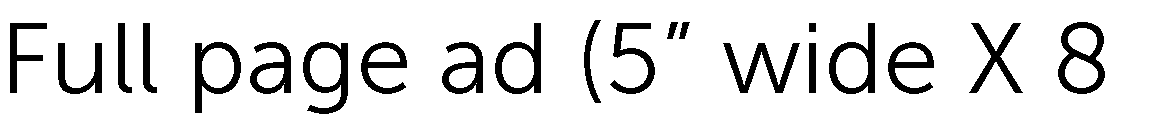 Full page ad (5” wide X 8